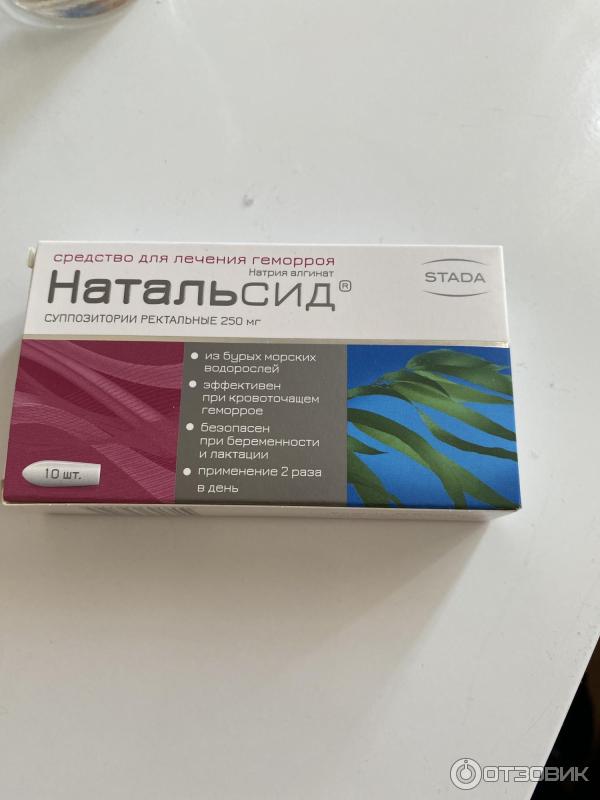 средство для лечения геморроя
Натрия алгинат
Натальсид®
STADA
СУППОЗИТОРИИ РЕКТАЛЬНЫЕ 250 мг
• из бурых морских
водорослей
• эффективен
при кровоточащем
геморрое
• безопасен
при беременности
и лактации
• применение 2 раза
в день
10 шт.
ОТЗОВИК